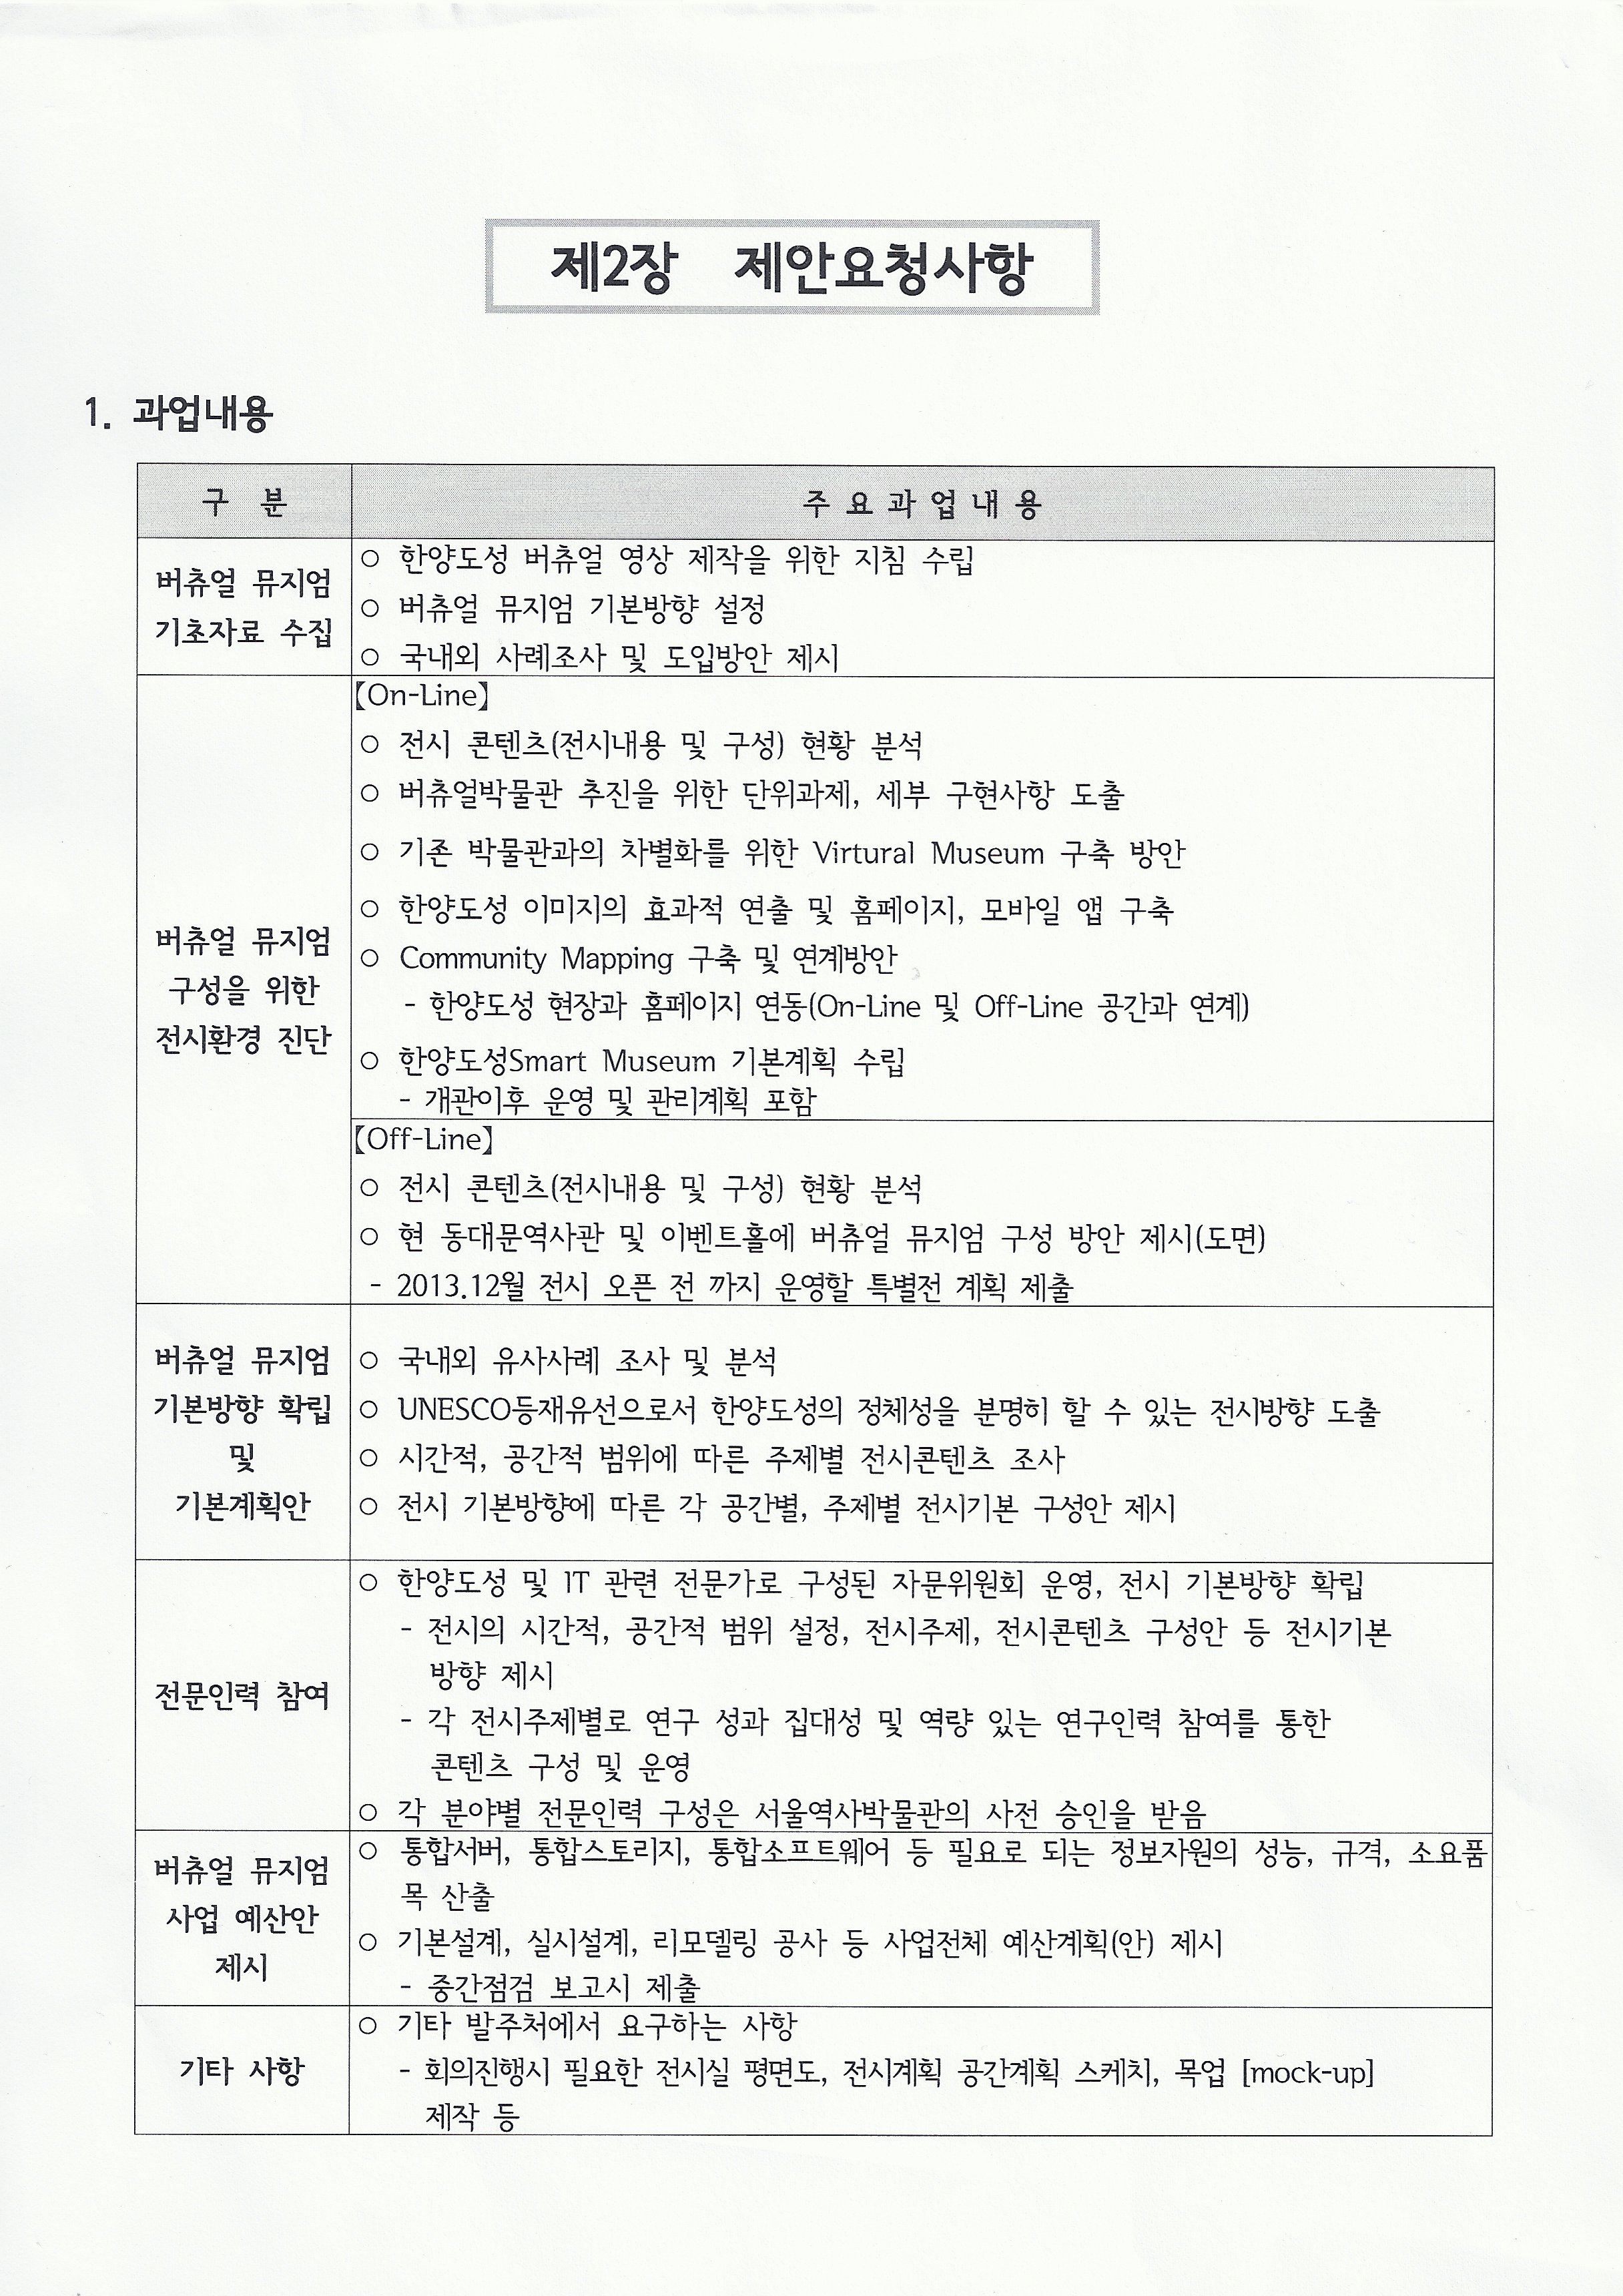 제2장 제안요청사항
1. 과업내용
구 분
주 요 과 업 내 용
버츄얼 뮤지엄
기초자료 수집
○ 한양도성 버츄얼 영상 제작을 위한 지침 수립
○ 버츄얼 뮤지엄 기본방향 설정
○ 국내외 사례조사 및 도입방안 제시
버츄얼 뮤지엄
구성을 위한
전시환경 진단
【On-Line】
○ 전시 콘텐츠(전시내용 및 구성) 현황 분석
○ 버츄얼박물관 추진을 위한 단위과제, 세부 구현사항 도출
○ 기존 박물관과의 차별화를 위한 Virtural Museum 구축 방안
○ 한양도성 이미지의 효과적 연출 및 홈페이지, 모바일 앱 구축
○ Community Mapping 구축 및 연계방안
- 한양도성 현장과 홈페이지 연동(On-Line 및 Off-Line 공간과 연계)
○ 한양도성Smart Museum 기본계획 수립
- 개관이후 운영 및 관리계획 포함
【Off-Line】
○ 전시 콘텐츠(전시내용 및 구성) 현황 분석
○ 현 동대문역사관 및 이벤트홀에 버츄얼 뮤지엄 구성 방안 제시(도면)
- 2013.12월 전시 오픈 전 까지 운영할 특별전 계획 제출
버츄얼 뮤지엄
기본방향 확립
및
기본계획안
○ 국내외 유사사례 조사 및 분석
○ UNESCO등재유선으로서 한양도성의 정체성을 분명히 할 수 있는 전시방향 도출
○ 시간적, 공간적 범위에 따른 주제별 전시콘텐츠 조사
○ 전시 기본방향에 따른 각 공간별, 주제별 전시기본 구성안 제시
전문인력 참여
○ 한양도성 및 IT 관련 전문가로 구성된 자문위원회 운영, 전시 기본방향 확립
- 전시의 시간적, 공간적 범위 설정, 전시주제, 전시콘텐츠 구성안 등 전시기본
방향 제시
- 각 전시주제별로 연구 성과 집대성 및 역량 있는 연구인력 참여를 통한
콘텐츠 구성 및 운영
○ 각 분야별 전문인력 구성은 서울역사박물관의 사전 승인을 받음
버츄얼 뮤지엄
사업 예산안
제시
○ 통합서버, 통합스토리지, 통합소프트웨어 등 필요로 되는 정보자원의 성능, 규격, 소요품
목 산출
○ 기본설계, 실시설계, 리모델링 공사 등 사업전체 예산계획(안) 제시
- 중간점검 보고시 제출
기타 사항
○ 기타 발주처에서 요구하는 사항
- 회의진행시 필요한 전시실 평면도, 전시계획 공간계획 스케치, 목업 [mock-up]
제작 등